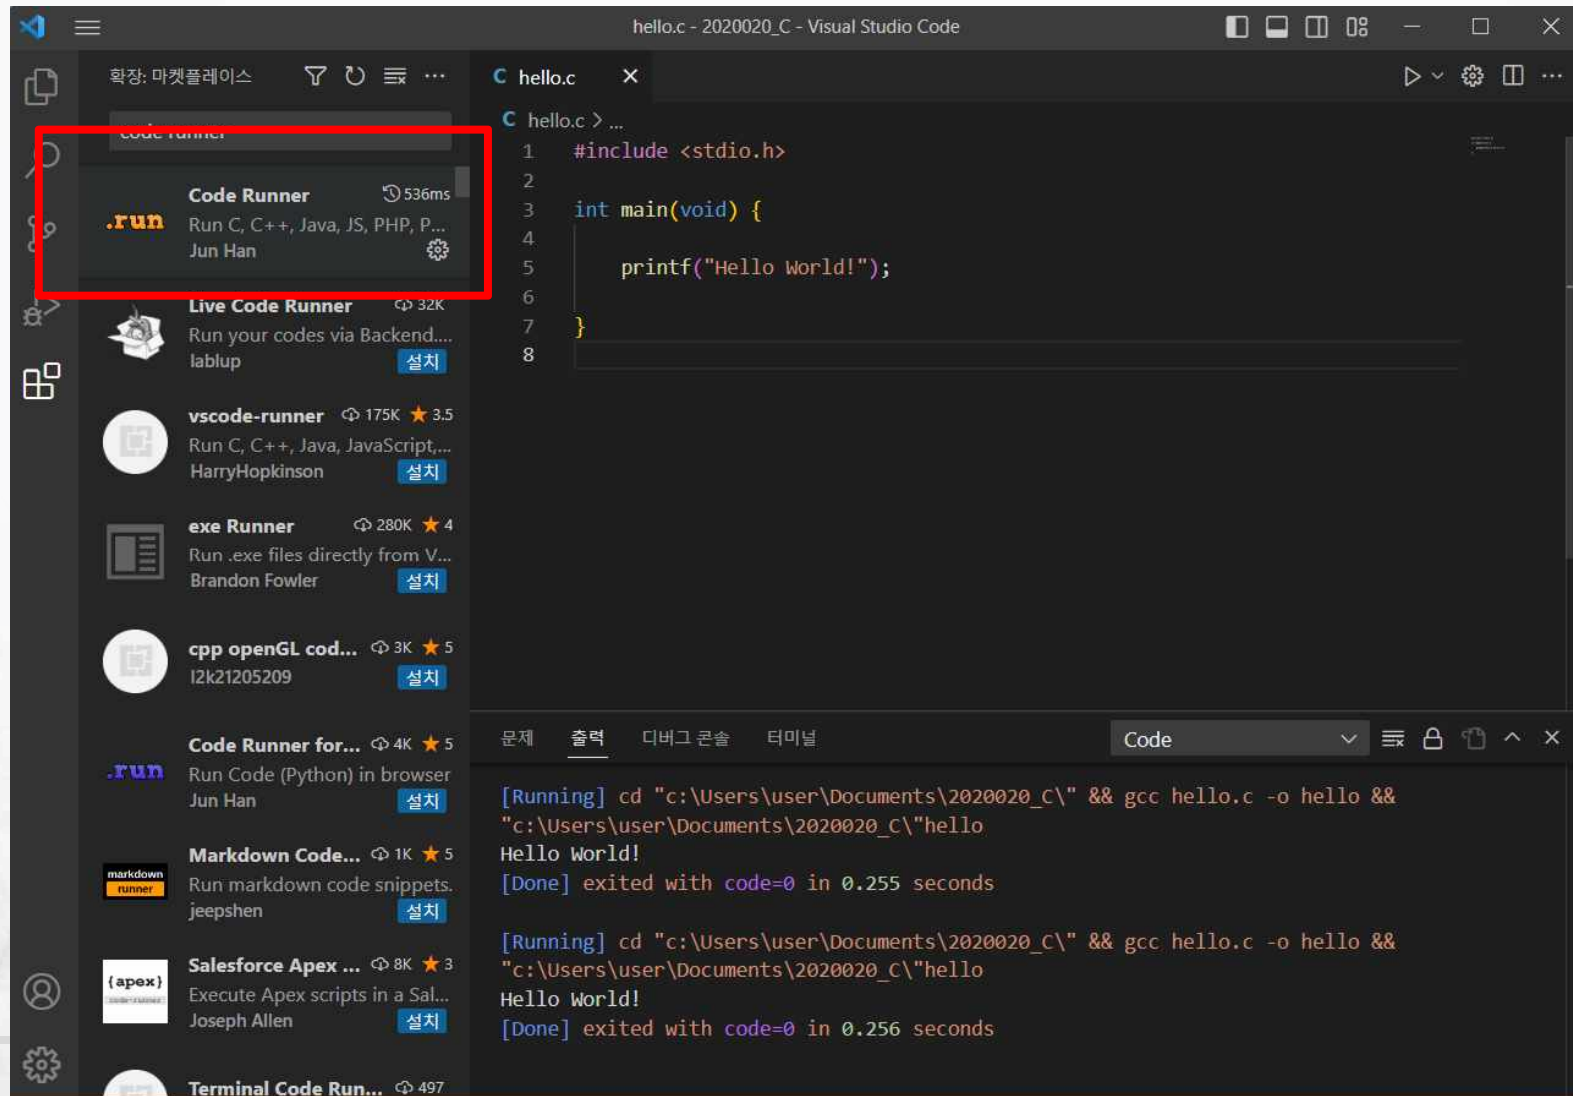 hello.c - 2020020_C - Visual Studio Code
확장: 마켓플레이스
code runner
.run
Code Runner 536ms
Run C, C++, Java, JS, PHP, P...
Jun Han
Live Code Runner 32K
Run your codes via Backend....
lablup 설치
vscode-runner 175K ★ 3.5
Run C, C++, Java, JavaScript,...
HarryHopkinson 설치
exe Runner 280K ★ 4
Run .exe files directly from V...
Brandon Fowler 설치
cpp openGL cod... 3K ★ 5
l2k21205209 설치
.run
Code Runner for... 4K ★ 5
Run Code (Python) in browser
Jun Han 설치
markdown
runner
Markdown Code... 1K ★ 5
Run markdown code snippets.
jeepshen 설치
{apex}
Salesforce Apex ... 8K ★ 3
Execute Apex scripts in a Sal...
Joseph Allen 설치
Terminal Code Run... 497
C hello.c
C hello.c > ...
1 #include <stdio.h>
2
3 int main(void) {
4
5 printf("Hello World!");
6
7 }
8
문제 출력 디버그 콘솔 터미널 Code
[Running] cd "c:\Users\user\Documents\2020020_C\" && gcc hello.c -o hello &&
"c:\Users\user\Documents\2020020_C\"hello
Hello World!
[Done] exited with code=0 in 0.255 seconds
[Running] cd "c:\Users\user\Documents\2020020_C\" && gcc hello.c -o hello &&
"c:\Users\user\Documents\2020020_C\"hello
Hello World!
[Done] exited with code=0 in 0.256 seconds